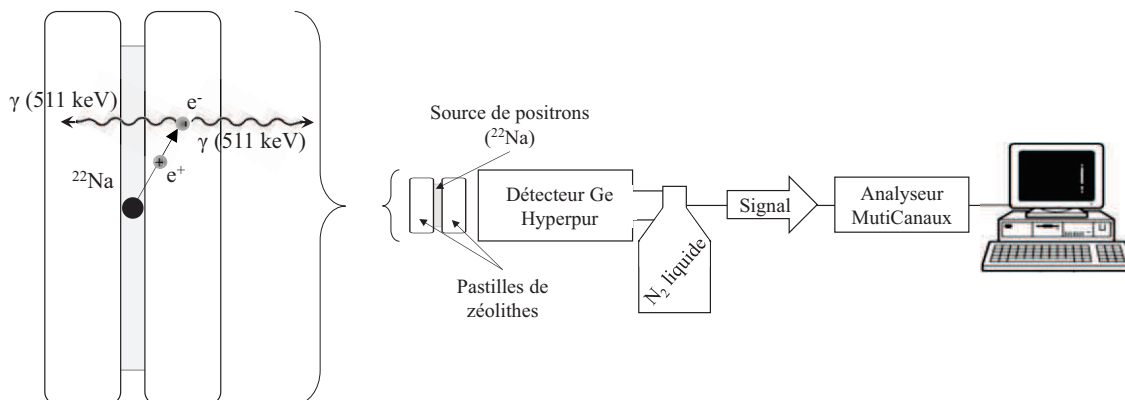 γ (511 keV)
e⁻
γ (511 keV)
²²Na
+
e⁺
Source de positrons
(²²Na)
Pastilles de
zéolithes
Détecteur Ge
Hyperpur
N₂ liquide
Signal
Analyseur
MutiCanaux